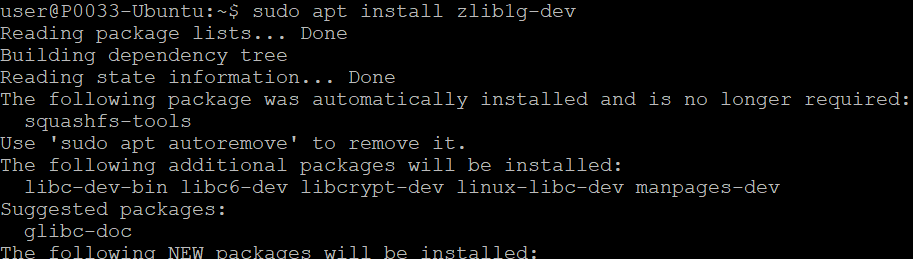 user@P0033-Ubuntu:~$ sudo apt install zlib1g-dev
Reading package lists... Done
Building dependency tree
Reading state information... Done
The following package was automatically installed and is no longer required:
  squashfs-tools
Use 'sudo apt autoremove' to remove it.
The following additional packages will be installed:
  libc-dev-bin libc6-dev libcrypt-dev linux-libc-dev manpages-dev
Suggested packages:
  glibc-doc
The following NEW packages will be installed: